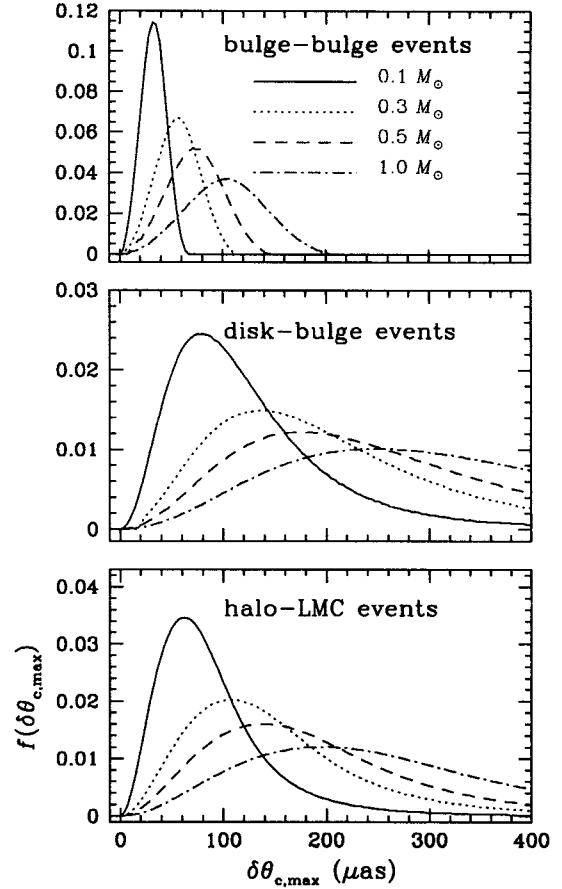 0.12
0.1
0.08
0.06
0.04
0.02
0
bulge-bulge events
0.1 M⊙
0.3 M⊙
0.5 M⊙
1.0 M⊙
0.03
0.02
0.01
0
disk-bulge events
0.04
0.03
0.02
0.01
0
halo-LMC events
f(δθc,max)
0 100 200 300 400
δθc,max (μas)